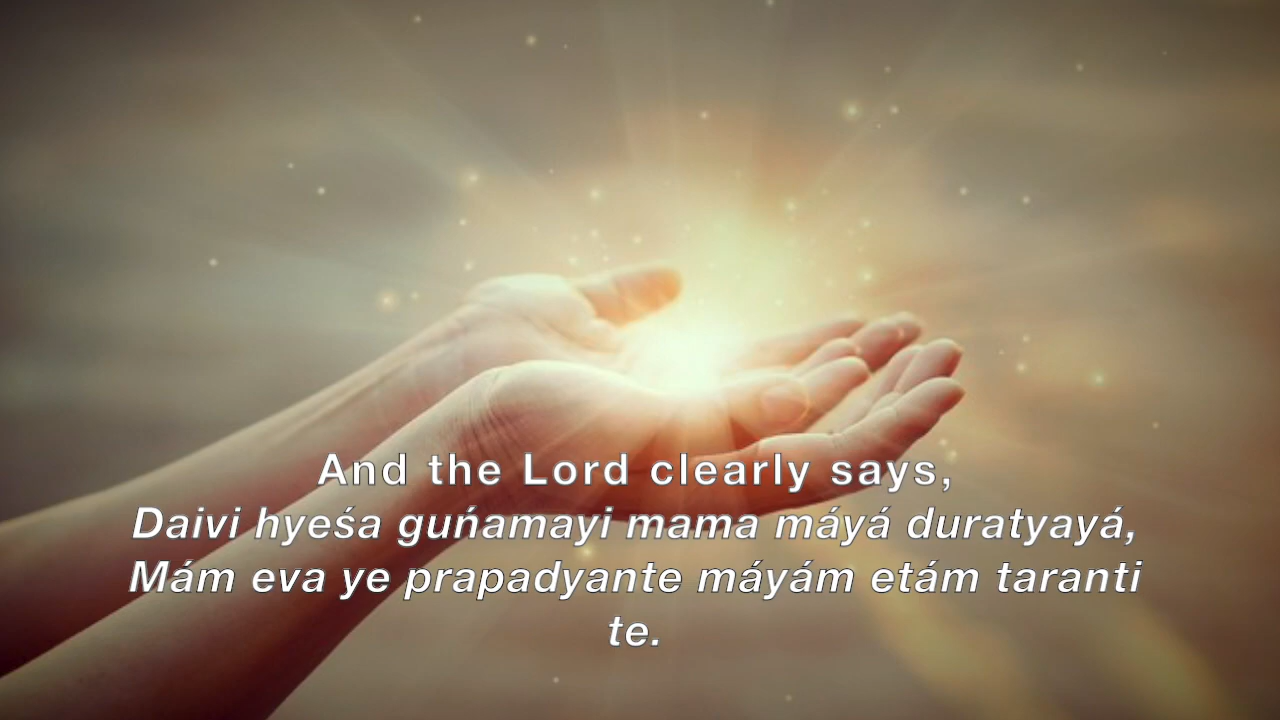 And the Lord clearly says,
Daivi hyeśa guńamayi mama máyá duratyayá,
Mám eva ye prapadyante máyám etám taranti
te.